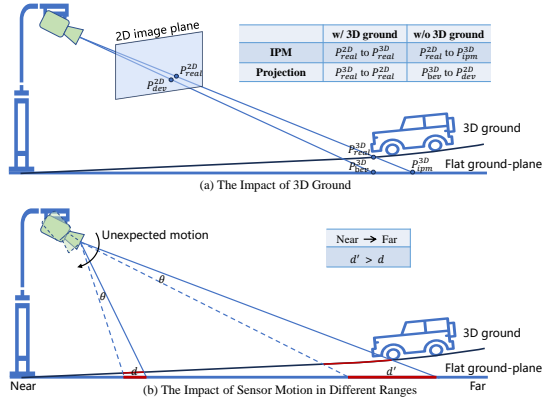 2D image plane
w/ 3D ground w/o 3D ground
IPM P^{2D}_{real} to P^{3D}_{real} P^{2D}_{real} to P^{3D}_{ipm}
Projection P^{3D}_{real} to P^{2D}_{real} P^{3D}_{bev} to P^{2D}_{dev}
P^{2D}_{real}
P^{2D}_{dev}
3D ground
P^{3D}_{real}
P^{3D}_{bev} P^{3D}_{ipm} Flat ground-plane
(a) The Impact of 3D Ground
Unexpected motion
Near → Far
d′ > d
θ θ
3D ground
d d′ Flat ground-plane
Near Far
(b) The Impact of Sensor Motion in Different Ranges